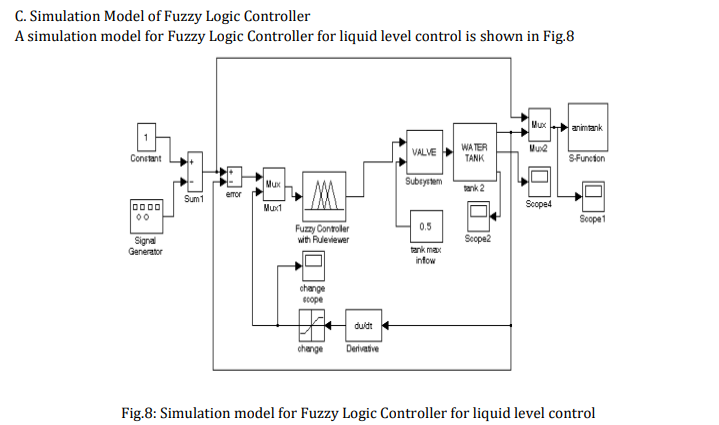 C. Simulation Model of Fuzzy Logic Controller
A simulation model for Fuzzy Logic Controller for liquid level control is shown in Fig.8
1
Constant
Signal
Generator
+
-
Sum1
+
-
error
Mux
Mux1
Fuzzy Controller
with Ruleviewer
change
scope
change
du/dt
Derivative
VALVE
Subsystem
0.5
tank max
inflow
WATER
TANK
tank 2
Scope2
Mux
Mux2
Scope4
animtank
S-Function
Scope1
Fig.8: Simulation model for Fuzzy Logic Controller for liquid level control